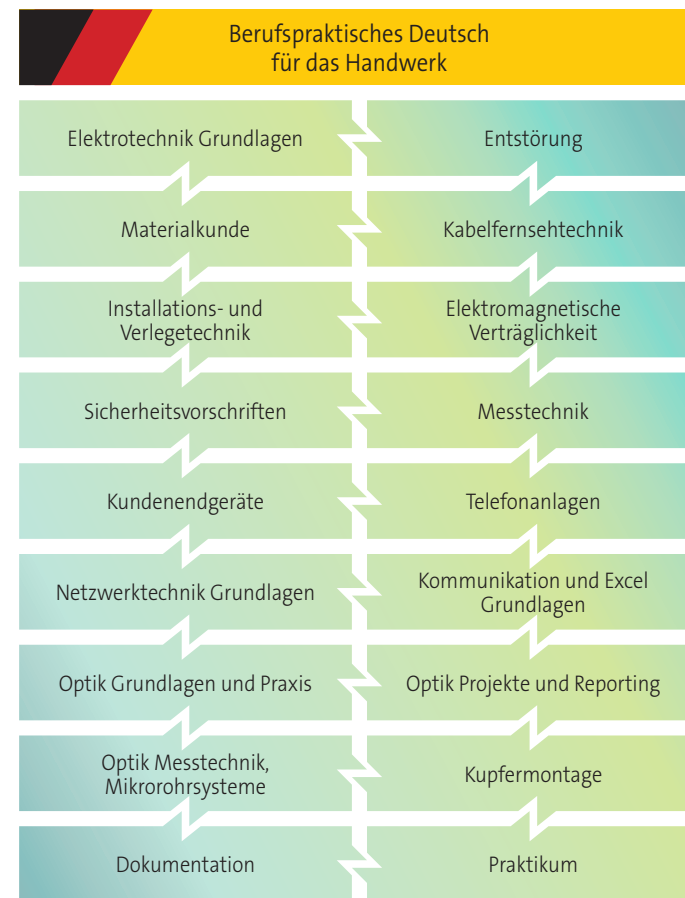 Berufspraktisches Deutsch
für das Handwerk
Elektrotechnik Grundlagen
Entstörung
Materialkunde
Kabelfernsehtechnik
Installations- und
Verlegetechnik
Elektromagnetische
Verträglichkeit
Sicherheitsvorschriften
Messtechnik
Kundenendgeräte
Telefonanlagen
Netzwerktechnik Grundlagen
Kommunikation und Excel
Grundlagen
Optik Grundlagen und Praxis
Optik Projekte und Reporting
Optik Messtechnik,
Mikrorohrsysteme
Kupfermontage
Dokumentation
Praktikum